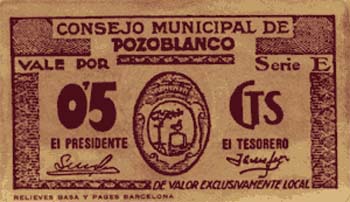 CONSEJO MUNICIPAL DE
POZOBLANCO
VALE POR Serie E
0'5 CTS
EL PRESIDENTE EL TESORERO
DE VALOR EXCLUSIVAMENTE LOCAL
RELIEVES BASA Y PAGES BARCELONA